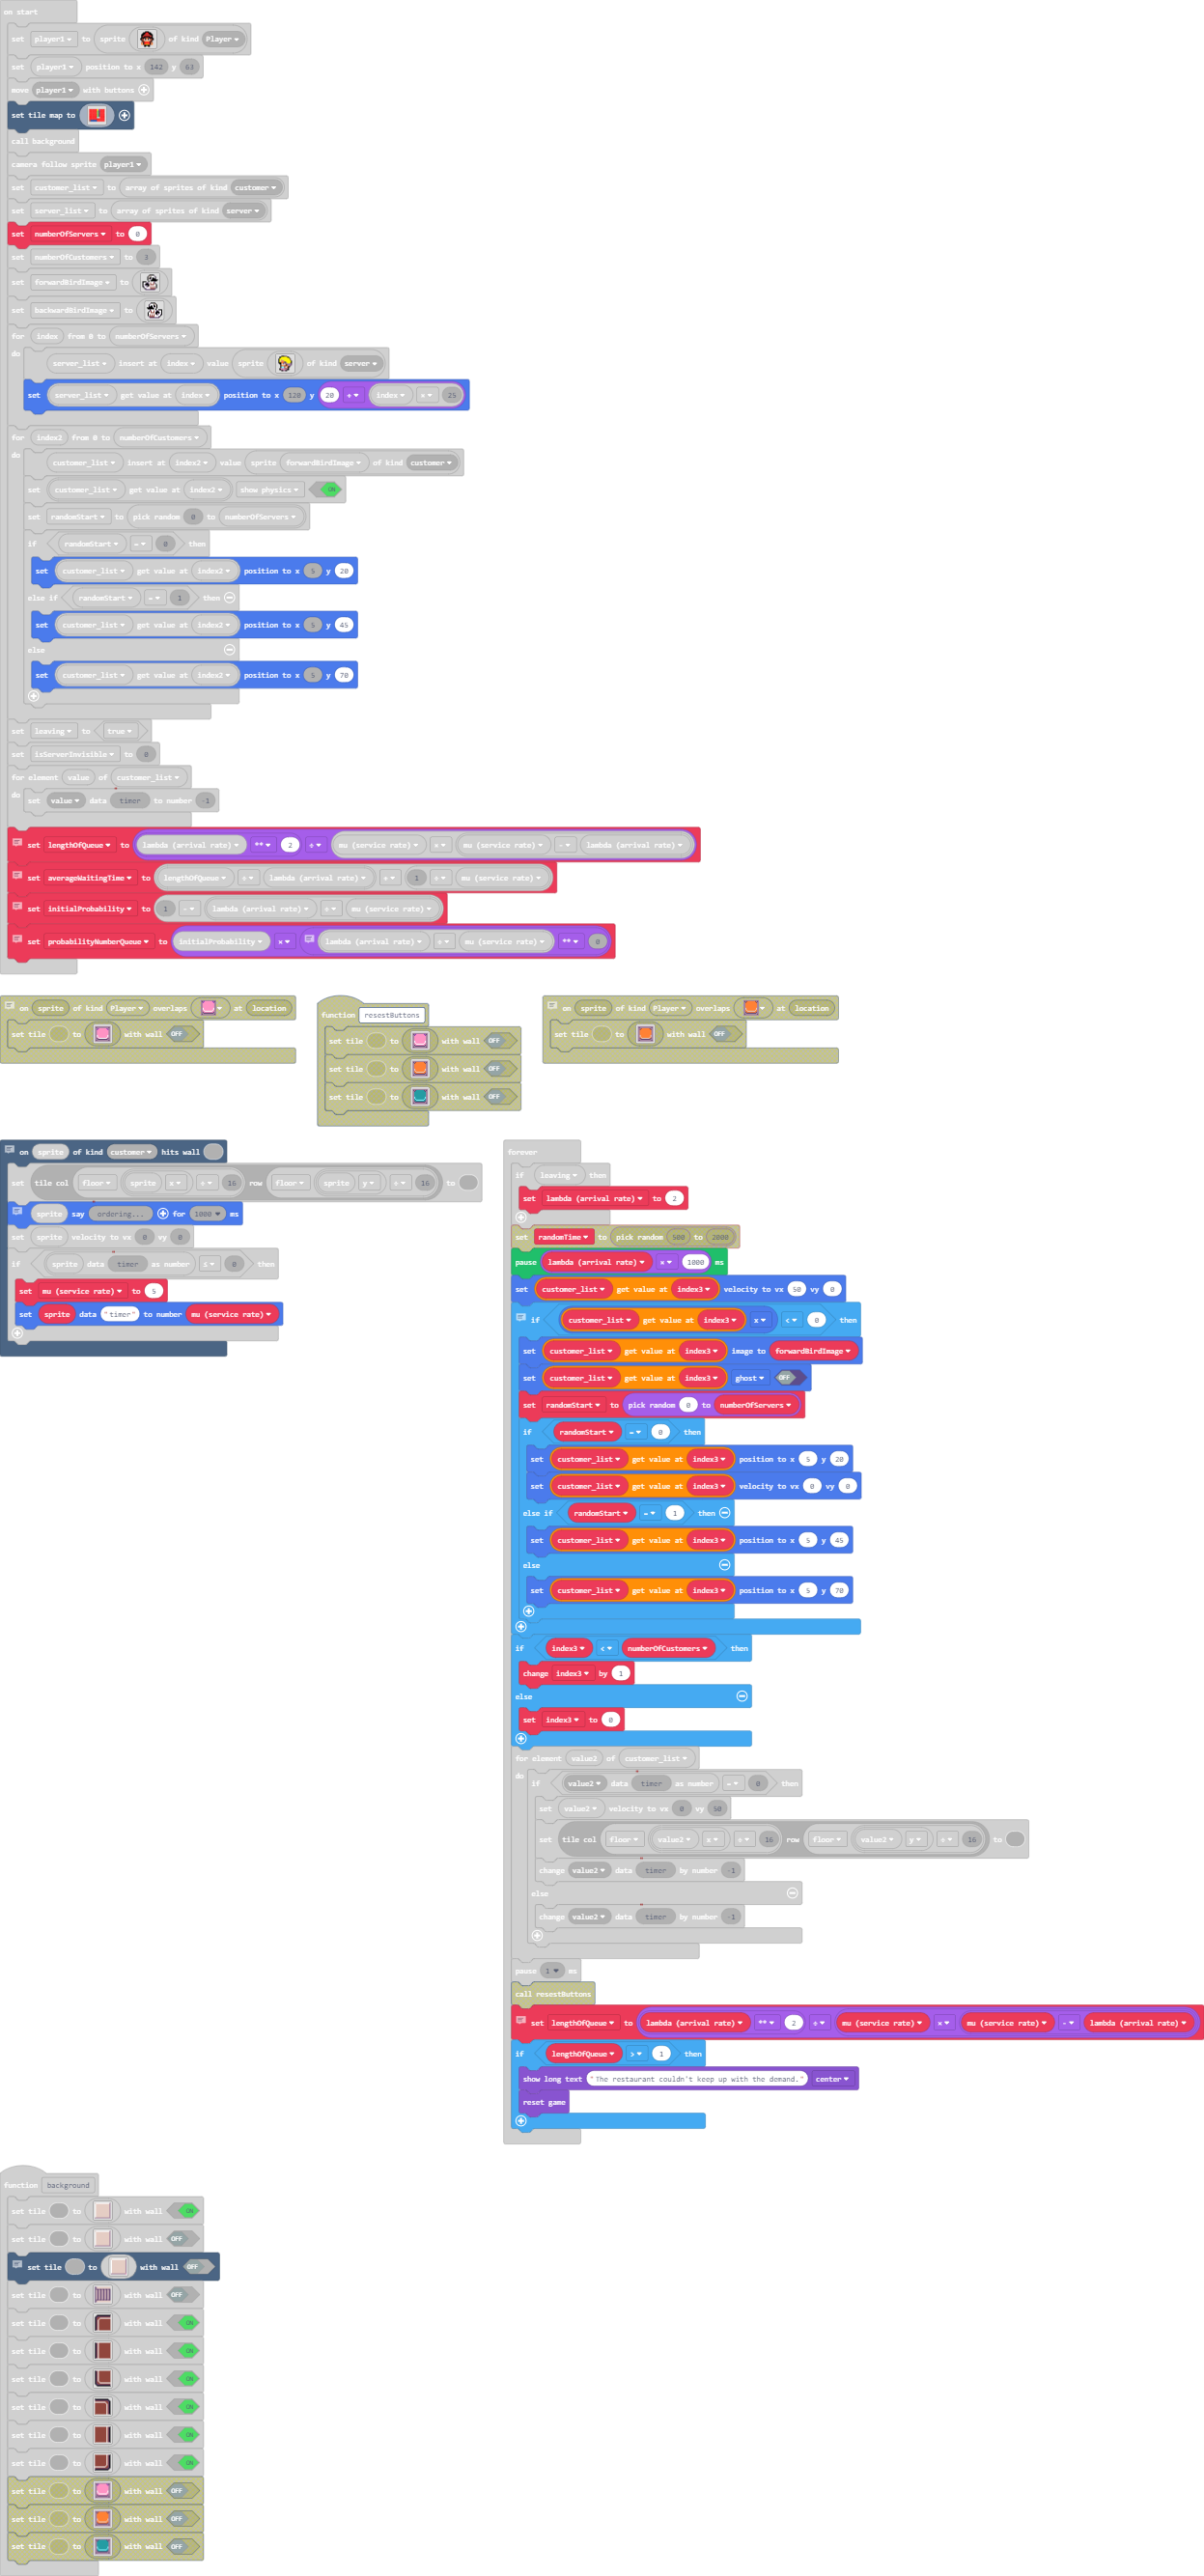 on start
set player1 to sprite of kind Player
set player1 position to x 142 y 63
move player1 with buttons
set tile map to
call background
camera follow sprite player1
set customer_list to array of sprites of kind customer
set server_list to array of sprites of kind server
set numberOfServers to 0
set numberOfCustomers to 3
set forwardBirdImage to
set backwardBirdImage to
for index from 0 to numberOfServers
do
server_list insert at index value sprite of kind server
set server_list get value at index position to x 120 y 20 + index × 25
for index2 from 0 to numberOfCustomers
do
customer_list insert at index2 value sprite forwardBirdImage of kind customer
set customer_list get value at index2 show physics ON
set randomStart to pick random 0 to numberOfServers
if randomStart = 0 then
set customer_list get value at index2 position to x 5 y 20
else if randomStart = 1 then
set customer_list get value at index2 position to x 5 y 45
else
set customer_list get value at index2 position to x 5 y 70
set leaving to true
set isServerInvisible to 0
for element value of customer_list
do set value data timer to number -1
set lengthOfQueue to lambda (arrival rate) ** 2 ÷ mu (service rate) × mu (service rate) - lambda (arrival rate)
set averageWaitingTime to lengthOfQueue ÷ lambda (arrival rate) + 1 ÷ mu (service rate)
set initialProbability to 1 - lambda (arrival rate) ÷ mu (service rate)
set probabilityNumberQueue to initialProbability × lambda (arrival rate) ÷ mu (service rate) ** 0
on sprite of kind Player overlaps at location
set tile to with wall OFF
function resestButtons
set tile to with wall OFF
set tile to with wall OFF
set tile to with wall OFF
on sprite of kind Player overlaps at location
set tile to with wall OFF
on sprite of kind customer hits wall
set tile col floor sprite x ÷ 16 row floor sprite y ÷ 16 to
sprite say ordering... for 1000 ms
set sprite velocity to vx 0 vy 0
if sprite data timer as number ≤ 0 then
set mu (service rate) to 5
set sprite data "timer" to number mu (service rate)
forever
if leaving then
set lambda (arrival rate) to 2
set randomTime to pick random 500 to 2000
pause lambda (arrival rate) × 1000 ms
set customer_list get value at index3 velocity to vx 50 vy 0
if customer_list get value at index3 x < 0 then
set customer_list get value at index3 image to forwardBirdImage
set customer_list get value at index3 ghost OFF
set randomStart to pick random 0 to numberOfServers
if randomStart = 0 then
set customer_list get value at index3 position to x 5 y 20
set customer_list get value at index3 velocity to vx 0 vy 0
else if randomStart = 1 then
set customer_list get value at index3 position to x 5 y 45
else
set customer_list get value at index3 position to x 5 y 70
if index3 < numberOfCustomers then
change index3 by 1
else
set index3 to 0
for element value2 of customer_list
do if value2 data timer as number = 0 then
set value2 velocity to vx 0 vy 50
set tile col floor value2 x ÷ 16 row floor value2 y ÷ 16 to
change value2 data timer by number -1
else
change value2 data timer by number -1
pause 1 ms
call resestButtons
set lengthOfQueue to lambda (arrival rate) ** 2 ÷ mu (service rate) × mu (service rate) - lambda (arrival rate)
if lengthOfQueue > 1 then
show long text "The restaurant couldn't keep up with the demand." center
reset game
function background
set tile to with wall ON
set tile to with wall OFF
set tile to with wall OFF
set tile to with wall OFF
set tile to with wall ON
set tile to with wall ON
set tile to with wall ON
set tile to with wall ON
set tile to with wall ON
set tile to with wall ON
set tile to with wall OFF
set tile to with wall OFF
set tile to with wall OFF